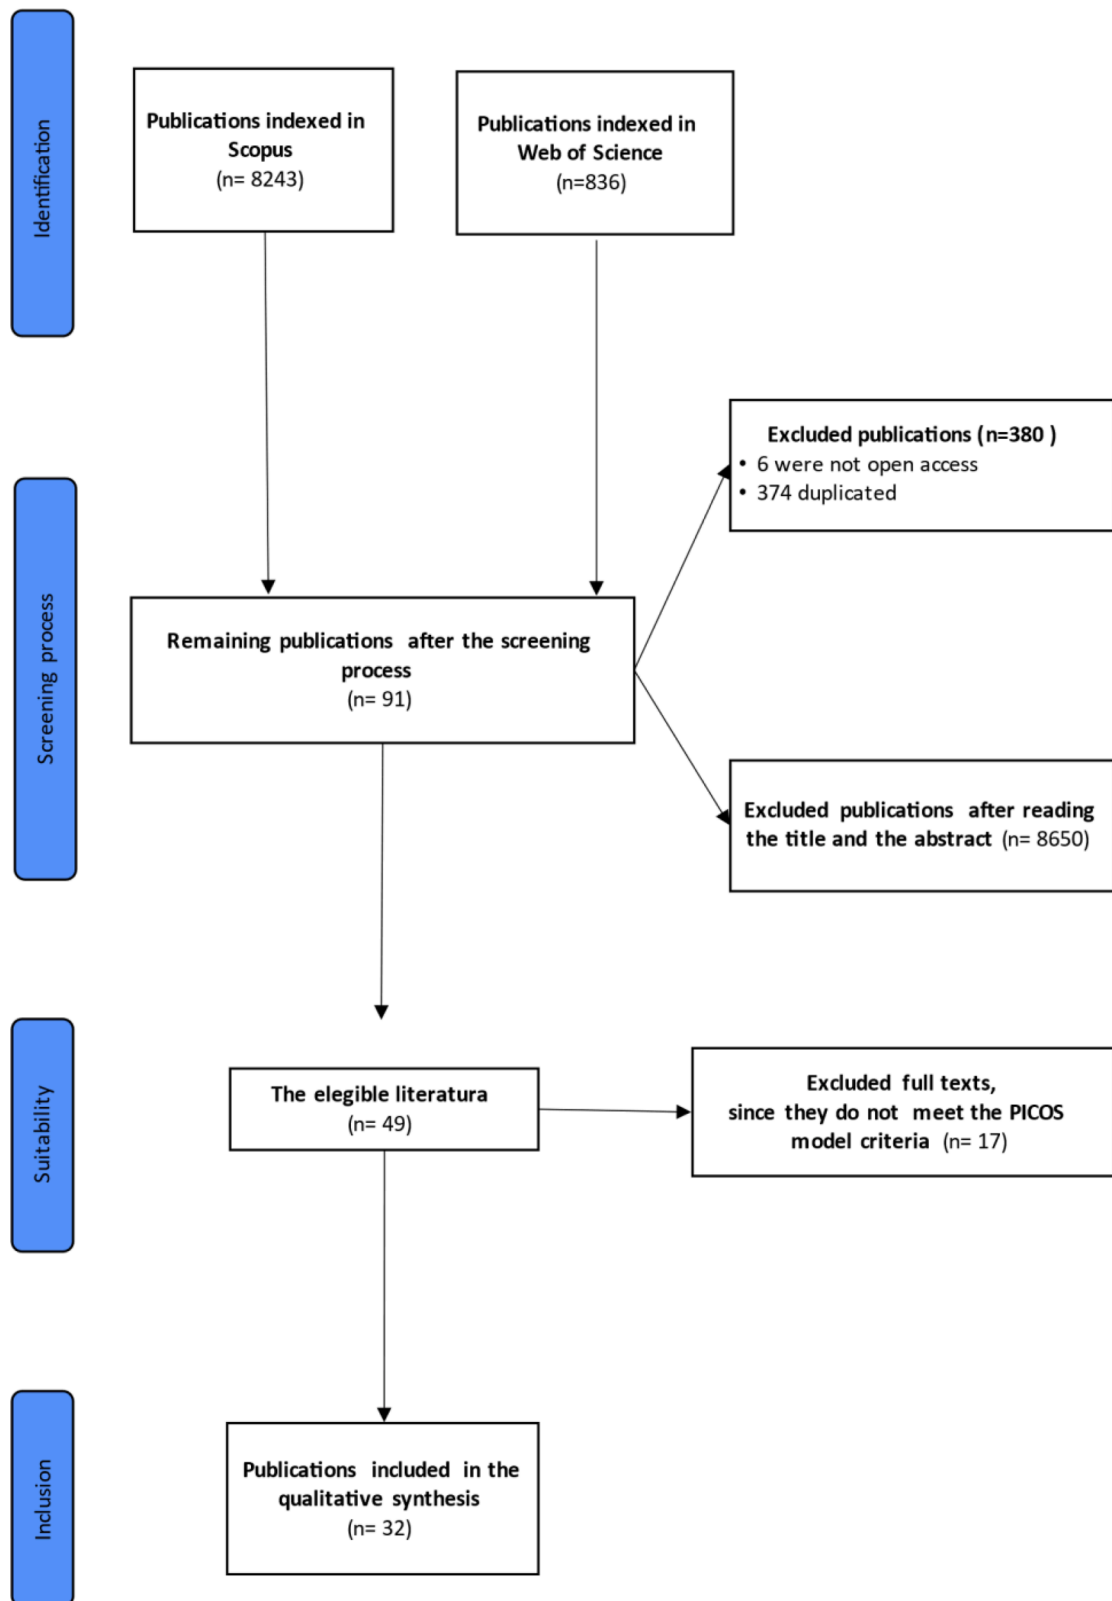 Identification
Publications indexed in
Scopus
(n= 8243)
Publications indexed in
Web of Science
(n=836)
Screening process
Excluded publications (n=380 )
• 6 were not open access
• 374 duplicated
Remaining publications after the screening
process
(n= 91)
Excluded publications after reading
the title and the abstract (n= 8650)
Suitability
The elegible literatura
(n= 49)
Excluded full texts,
since they do not meet the PICOS
model criteria (n= 17)
Inclusion
Publications included in the
qualitative synthesis
(n= 32)